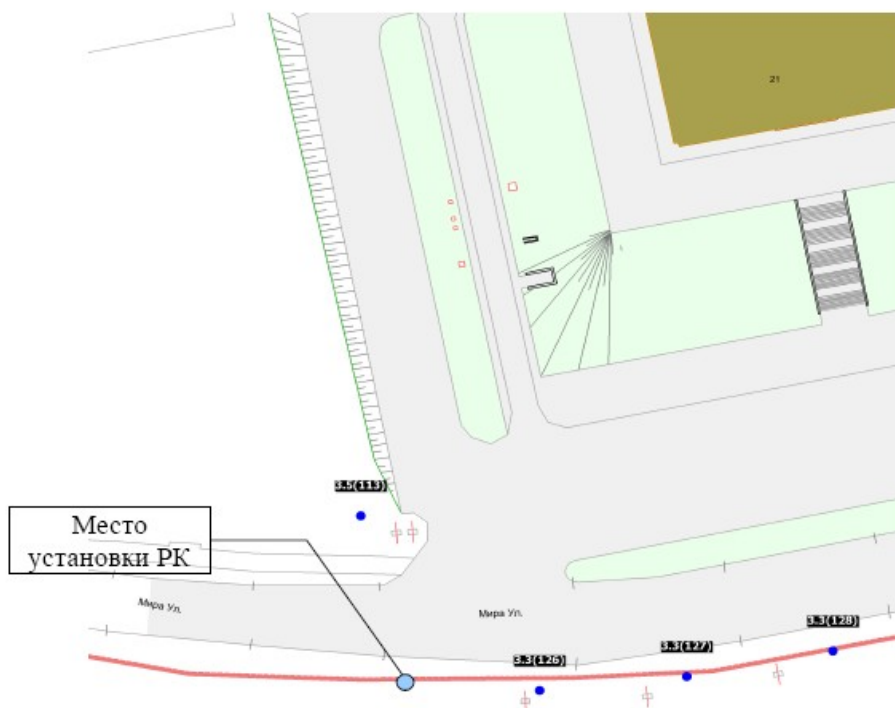 21
3.5(113)
Место
установки РК
Мира Ул.
Мира Ул.
3.3(128)
3.3(127)
3.3(126)